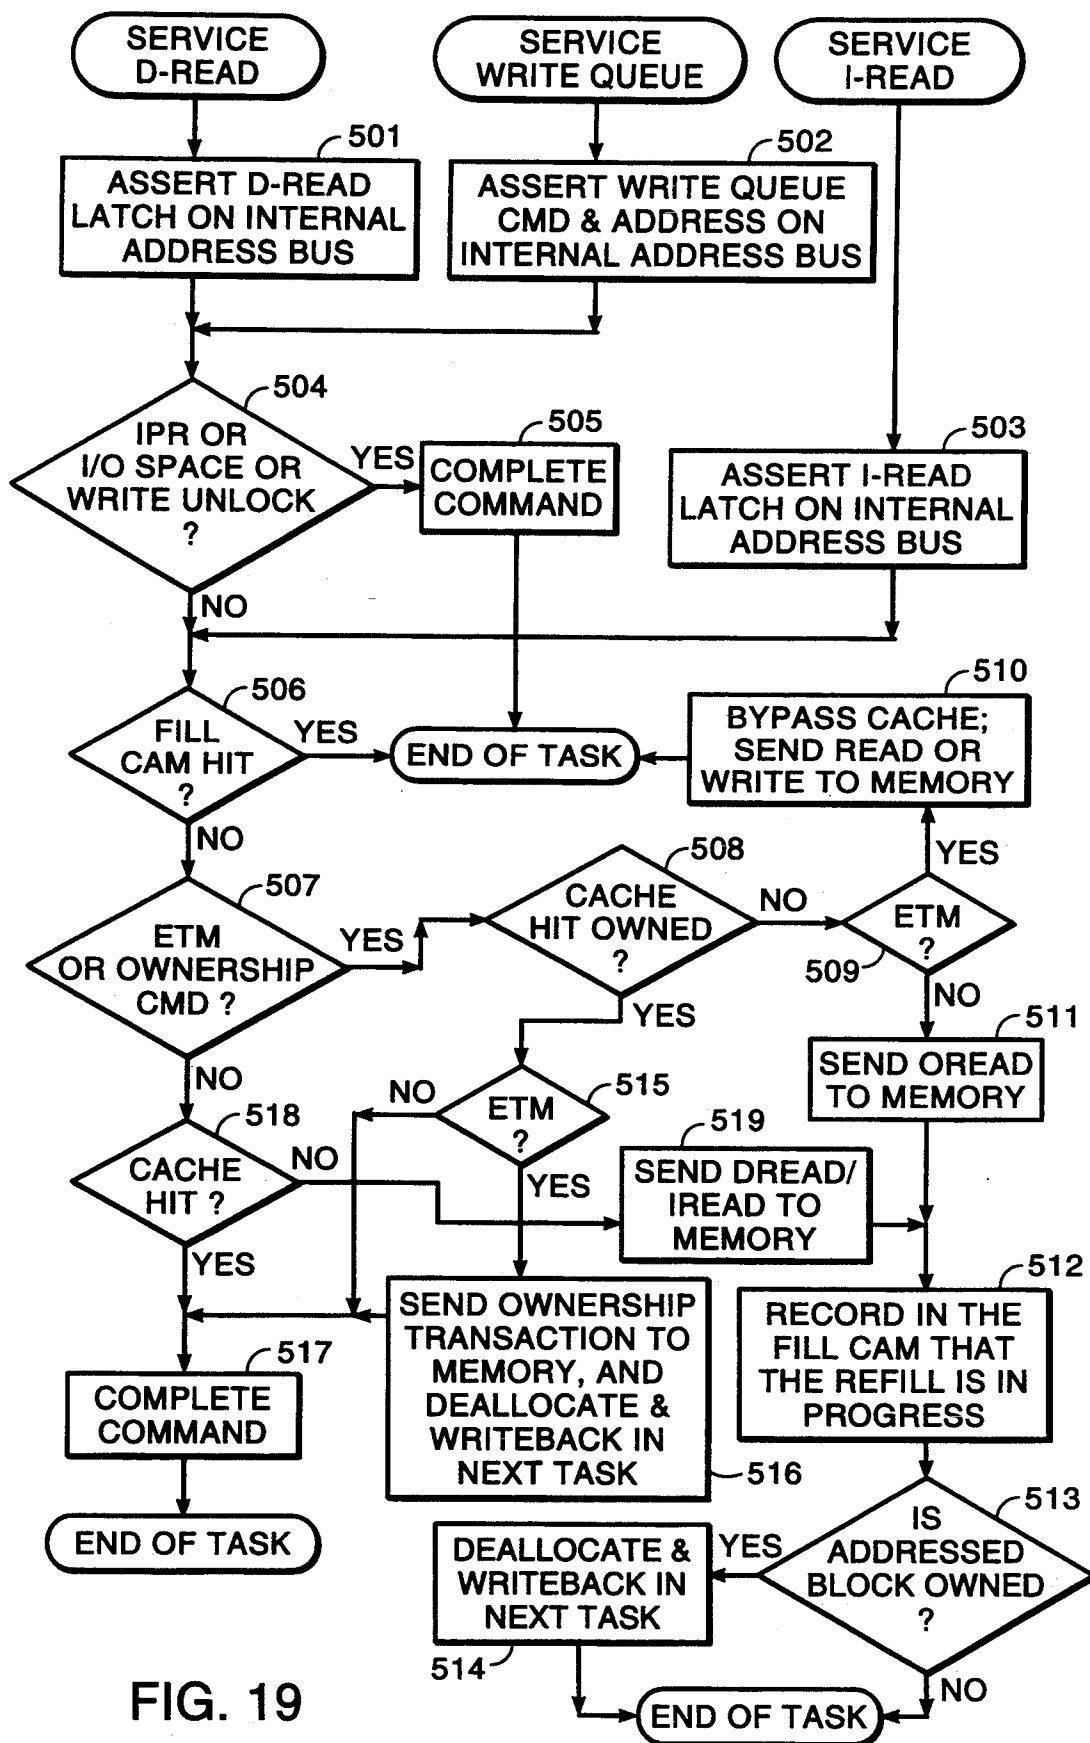 SERVICE
D-READ
SERVICE
WRITE QUEUE
SERVICE
I-READ
501
ASSERT D-READ
LATCH ON INTERNAL
ADDRESS BUS
502
ASSERT WRITE QUEUE
CMD & ADDRESS ON
INTERNAL ADDRESS BUS
504
IPR OR
I/O SPACE OR
WRITE UNLOCK
?
YES
NO
505
COMPLETE
COMMAND
503
ASSERT I-READ
LATCH ON INTERNAL
ADDRESS BUS
506
FILL
CAM HIT
?
YES
NO
END OF TASK
510
BYPASS CACHE;
SEND READ OR
WRITE TO MEMORY
507
ETM
OR OWNERSHIP
CMD ?
YES
NO
508
CACHE
HIT OWNED
?
NO
YES
YES
ETM
?
509
NO
511
SEND OREAD
TO MEMORY
518
CACHE
HIT ?
NO
YES
NO
ETM
?
515
YES
519
SEND DREAD/
IREAD TO
MEMORY
512
RECORD IN THE
FILL CAM THAT
THE REFILL IS IN
PROGRESS
SEND OWNERSHIP
TRANSACTION TO
MEMORY, AND
DEALLOCATE &
WRITEBACK IN
NEXT TASK
516
517
COMPLETE
COMMAND
END OF TASK
513
IS
ADDRESSED
BLOCK OWNED
?
YES
NO
DEALLOCATE &
WRITEBACK IN
NEXT TASK
514
END OF TASK
FIG. 19